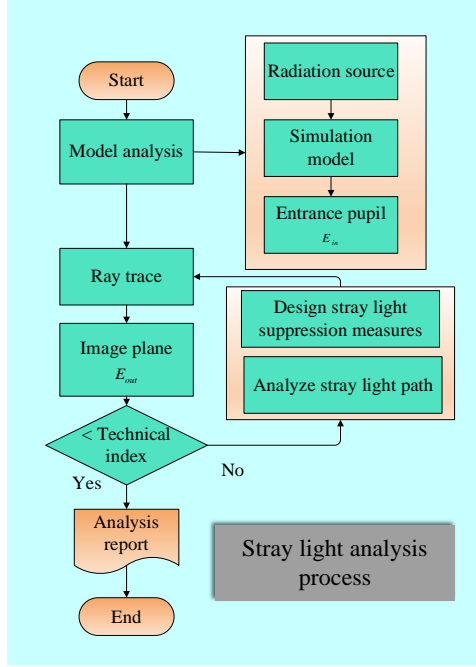 Start
Model analysis
Radiation source
Simulation
model
Entrance pupil
E_in
Ray trace
Image plane
E_out
Design stray light
suppression measures
Analyze stray light path
< Technical
index
Yes
No
Analysis
report
End
Stray light analysis
process